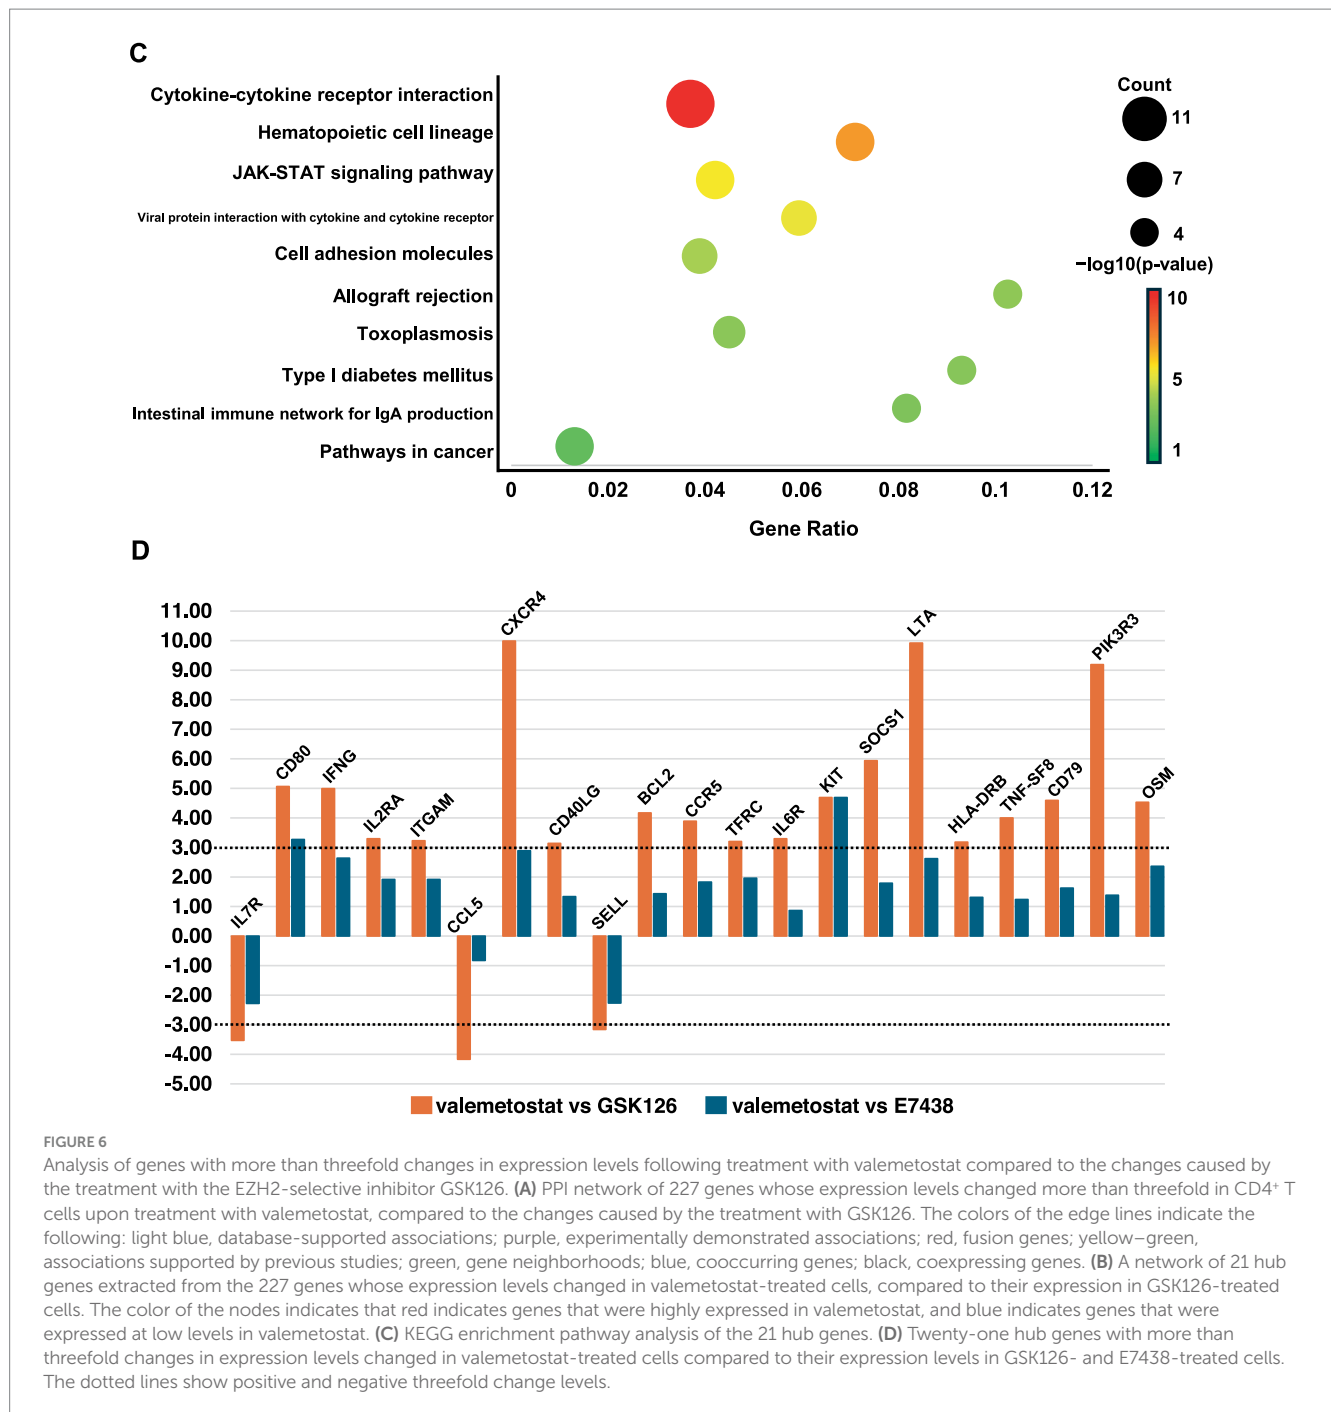 C
Cytokine-cytokine receptor interaction
Hematopoietic cell lineage
JAK-STAT signaling pathway
Viral protein interaction with cytokine and cytokine receptor
Cell adhesion molecules
Allograft rejection
Toxoplasmosis
Type I diabetes mellitus
Intestinal immune network for IgA production
Pathways in cancer
0 0.02 0.04 0.06 0.08 0.1 0.12
Gene Ratio
Count
11
7
4
−log10(p-value)
10
5
1
D
11.00
10.00
9.00
8.00
7.00
6.00
5.00
4.00
3.00
2.00
1.00
0.00
-1.00
-2.00
-3.00
-4.00
-5.00
IL7R
CD80
IFNG
IL2RA
ITGAM
CCL5
CXCR4
CD40LG
SELL
BCL2
CCR5
TFRC
IL6R
KIT
SOCS1
LTA
HLA-DRB
TNF-SF8
CD79
PIK3R3
OSM
valemetostat vs GSK126 valemetostat vs E7438
FIGURE 6
Analysis of genes with more than threefold changes in expression levels following treatment with valemetostat compared to the changes caused by
the treatment with the EZH2-selective inhibitor GSK126. (A) PPI network of 227 genes whose expression levels changed more than threefold in CD4⁺ T
cells upon treatment with valemetostat, compared to the changes caused by the treatment with GSK126. The colors of the edge lines indicate the
following: light blue, database-supported associations; purple, experimentally demonstrated associations; red, fusion genes; yellow–green,
associations supported by previous studies; green, gene neighborhoods; blue, cooccurring genes; black, coexpressing genes. (B) A network of 21 hub
genes extracted from the 227 genes whose expression levels changed in valemetostat-treated cells, compared to their expression in GSK126-treated
cells. The color of the nodes indicates that red indicates genes that were highly expressed in valemetostat, and blue indicates genes that were
expressed at low levels in valemetostat. (C) KEGG enrichment pathway analysis of the 21 hub genes. (D) Twenty-one hub genes with more than
threefold changes in expression levels changed in valemetostat-treated cells compared to their expression levels in GSK126- and E7438-treated cells.
The dotted lines show positive and negative threefold change levels.